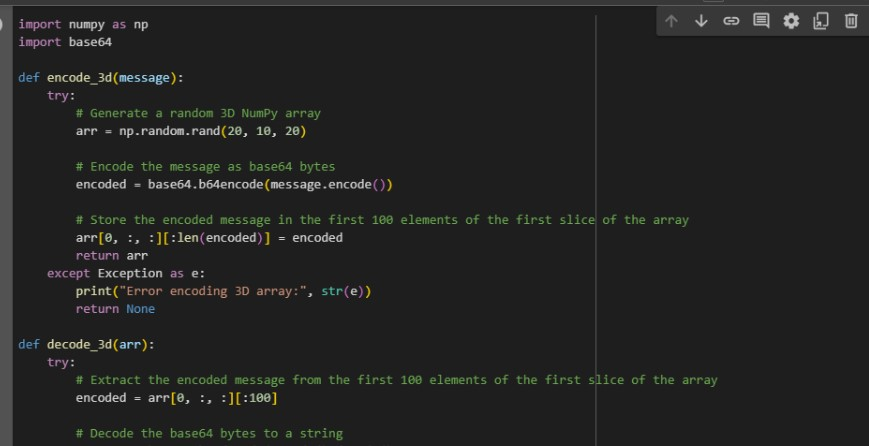 import numpy as np
import base64
def encode_3d(message):
    try:
        # Generate a random 3D NumPy array
        arr = np.random.rand(20, 10, 20)
        # Encode the message as base64 bytes
        encoded = base64.b64encode(message.encode())
        # Store the encoded message in the first 100 elements of the first slice of the array
        arr[0, :, :][:len(encoded)] = encoded
        return arr
    except Exception as e:
        print("Error encoding 3D array:", str(e))
        return None
def decode_3d(arr):
    try:
        # Extract the encoded message from the first 100 elements of the first slice of the array
        encoded = arr[0, :, :][:100]
        # Decode the base64 bytes to a string